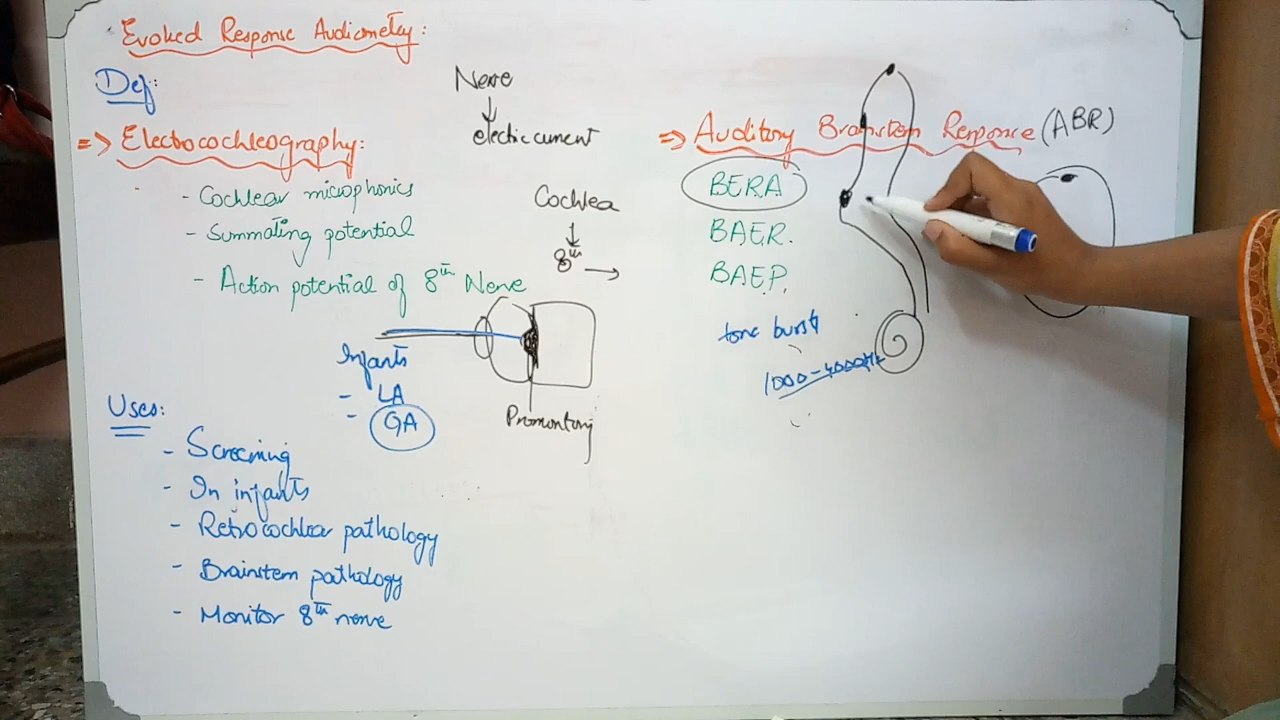 Evoked Response Audiometry:
Def:
Nerve
electric current
=> Electrocochleography:
- Cochlear microphonics
- Summating potential
- Action potential of 8th Nerve
Cochlea
8th
Infants
- LA
- GA
Promontory
Uses:
- Screening
- In infants
- Retrocochlear pathology
- Brainstem pathology
- Monitor 8th nerve
=> Auditory Brainstem Response (ABR)
BERA
BAER.
BAEP.
tone burst
1000-4000Hz